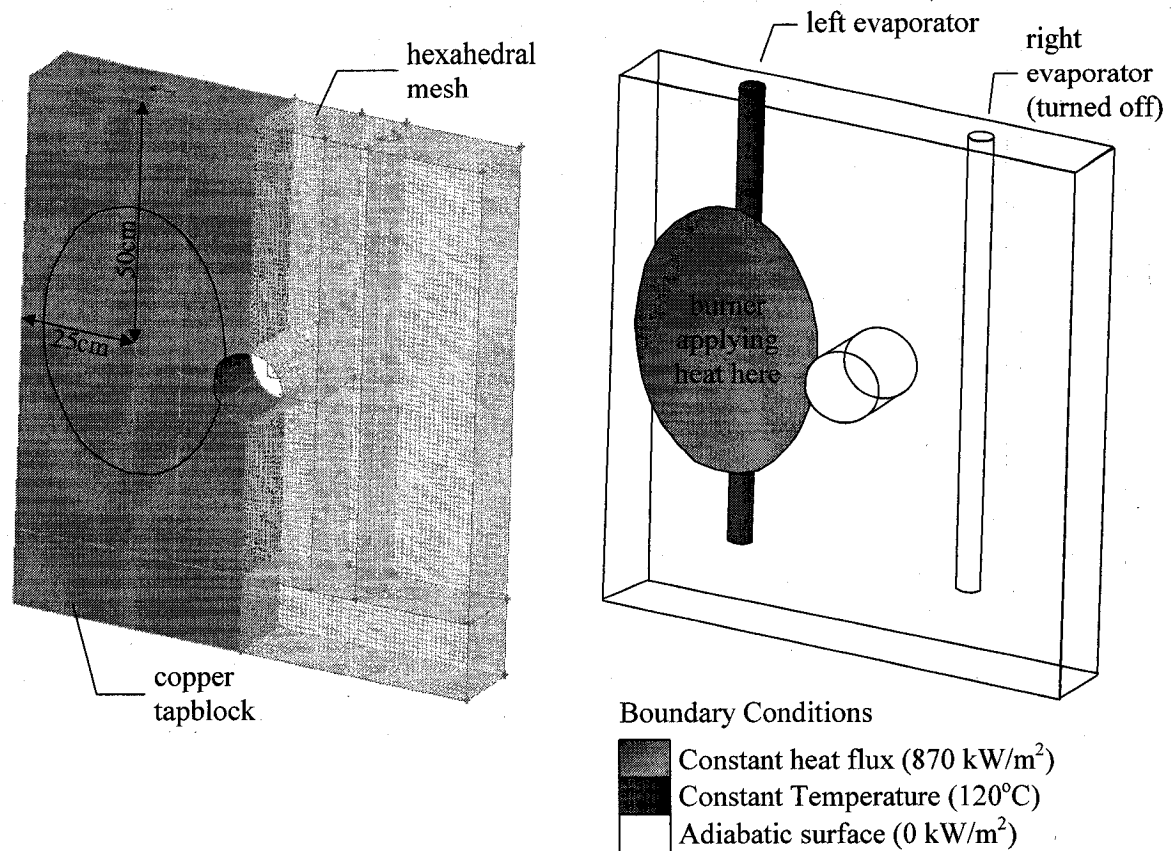 hexahedral
mesh
50cm
25cm
copper
tapblock
left evaporator
right
evaporator
(turned off)
burner
applying
heat here
Boundary Conditions
Constant heat flux (870 kW/m²)
Constant Temperature (120°C)
Adiabatic surface (0 kW/m²)